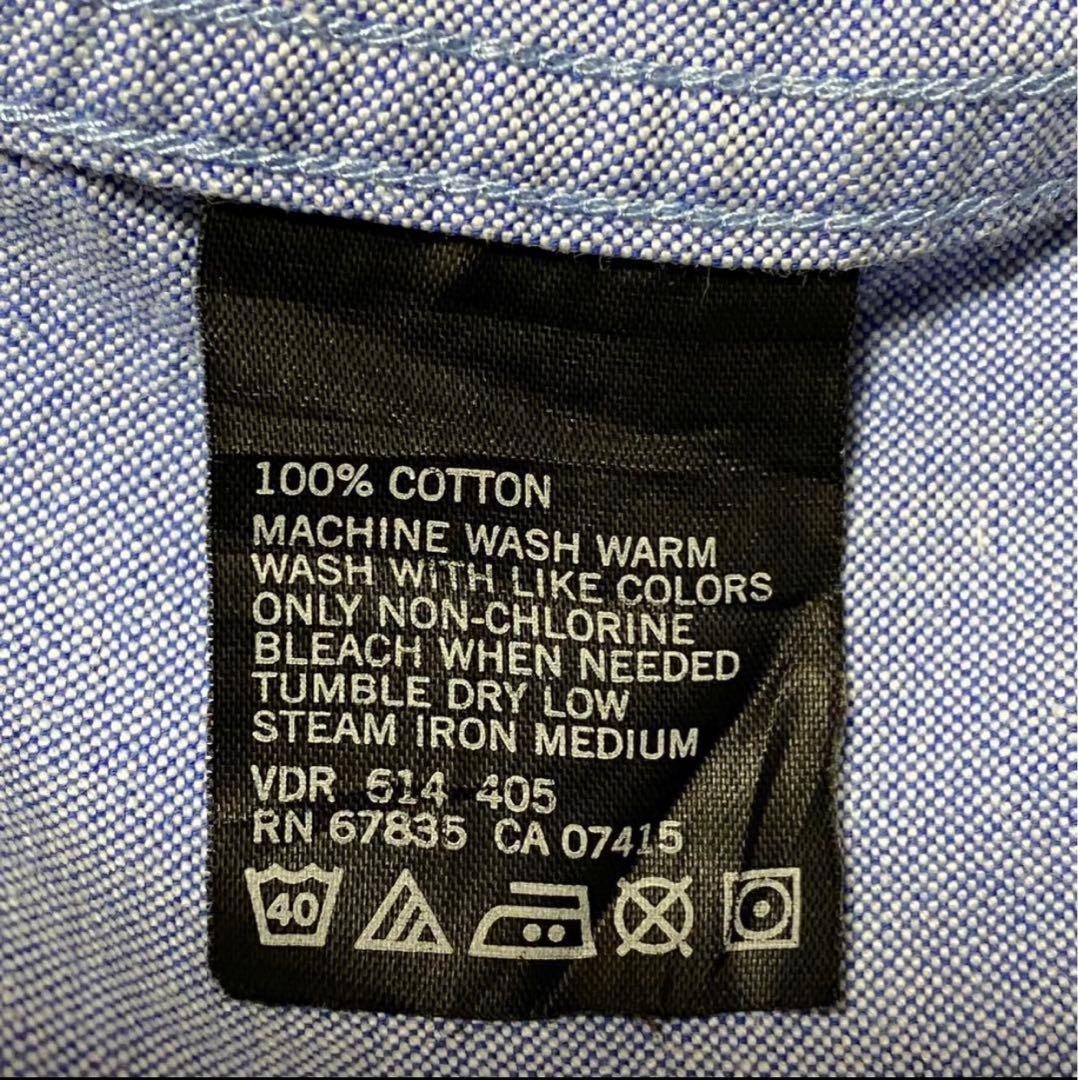 100% COTTON
MACHINE WASH WARM
WASH WITH LIKE COLORS
ONLY NON-CHLORINE
BLEACH WHEN NEEDED
TUMBLE DRY LOW
STEAM IRON MEDIUM
VDR 614 405
RN 67835 CA 07415
40